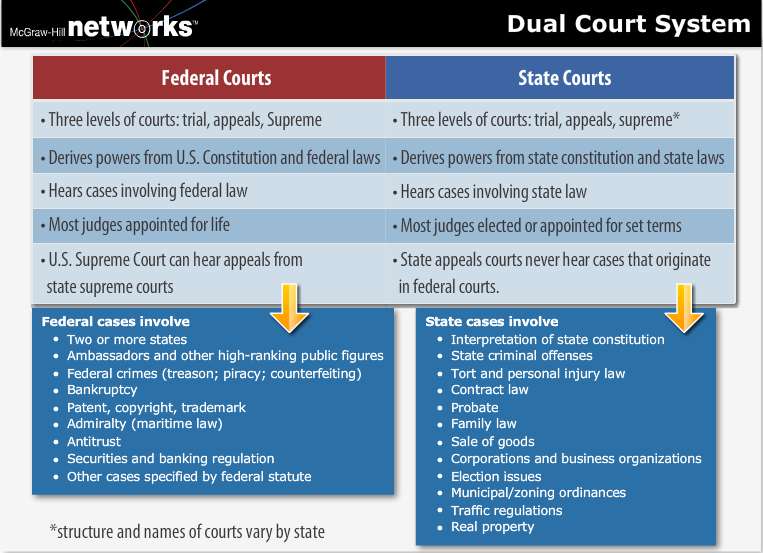 McGraw-Hill networks™
Dual Court System
Federal Courts
• Three levels of courts: trial, appeals, Supreme
• Derives powers from U.S. Constitution and federal laws
• Hears cases involving federal law
• Most judges appointed for life
• U.S. Supreme Court can hear appeals from
state supreme courts
State Courts
• Three levels of courts: trial, appeals, supreme*
• Derives powers from state constitution and state laws
• Hears cases involving state law
• Most judges elected or appointed for set terms
• State appeals courts never hear cases that originate
in federal courts.
Federal cases involve
• Two or more states
• Ambassadors and other high-ranking public figures
• Federal crimes (treason; piracy; counterfeiting)
• Bankruptcy
• Patent, copyright, trademark
• Admiralty (maritime law)
• Antitrust
• Securities and banking regulation
• Other cases specified by federal statute
State cases involve
• Interpretation of state constitution
• State criminal offenses
• Tort and personal injury law
• Contract law
• Probate
• Family law
• Sale of goods
• Corporations and business organizations
• Election issues
• Municipal/zoning ordinances
• Traffic regulations
• Real property
*structure and names of courts vary by state